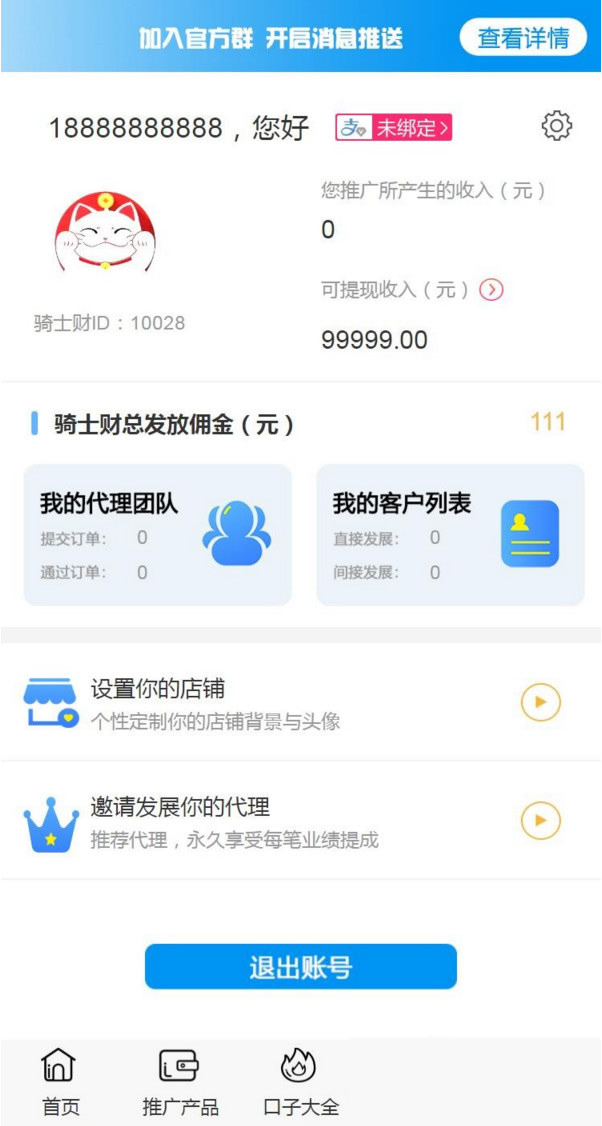 加入官方群 开启消息推送
查看详情
18888888888，您好
未绑定
您推广所产生的收入（元）
0
可提现收入（元）
99999.00
骑士财ID：10028
骑士财总发放佣金（元）
111
我的代理团队
提交订单： 0
通过订单： 0
我的客户列表
直接发展： 0
间接发展： 0
设置你的店铺
个性定制你的店铺背景与头像
邀请发展你的代理
推荐代理，永久享受每笔业绩提成
退出账号
首页
推广产品
口子大全